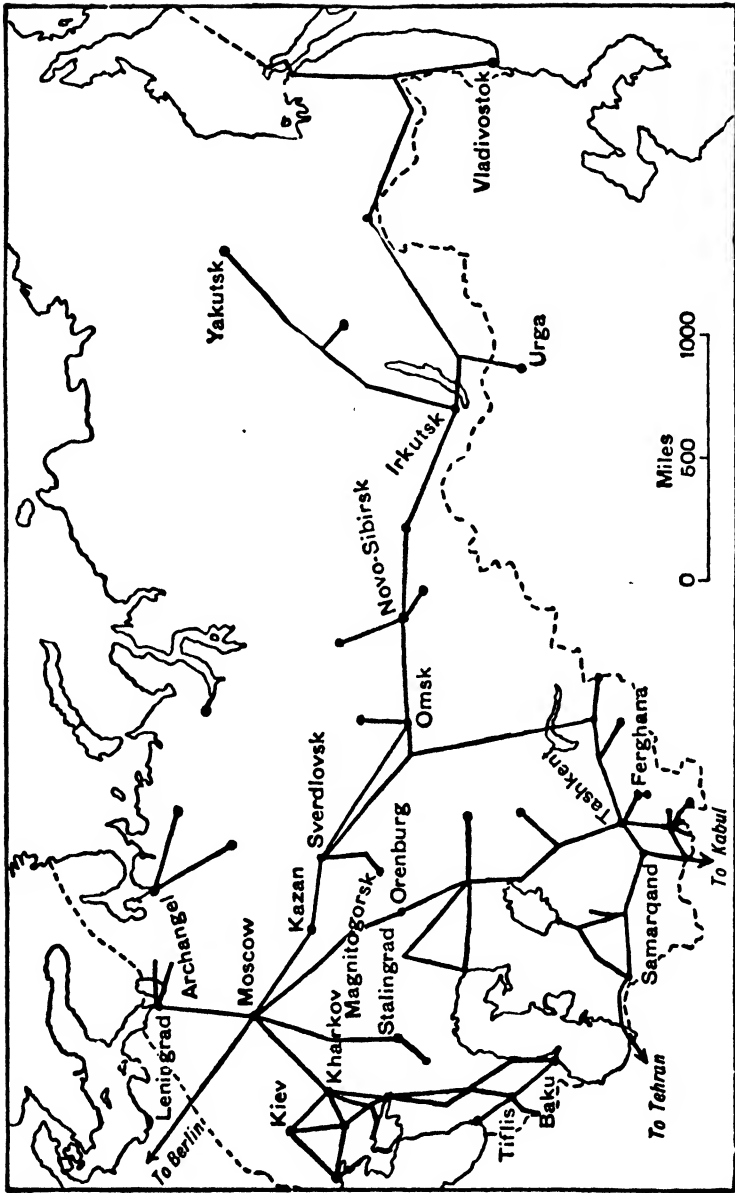 Leningrad
Archangel
Moscow
Kazan
Sverdlovsk
Omsk
Novo-Sibirsk
Irkutsk
Yakutsk
Urga
Vladivostok
To Berlin
Kiev
Kharkov
Stalingrad
Magnitogorsk
Orenburg
Tiflis
Baku
To Tehran
Samarqand
Tashkent
Ferghana
To Kabul
Miles
0 500 1000